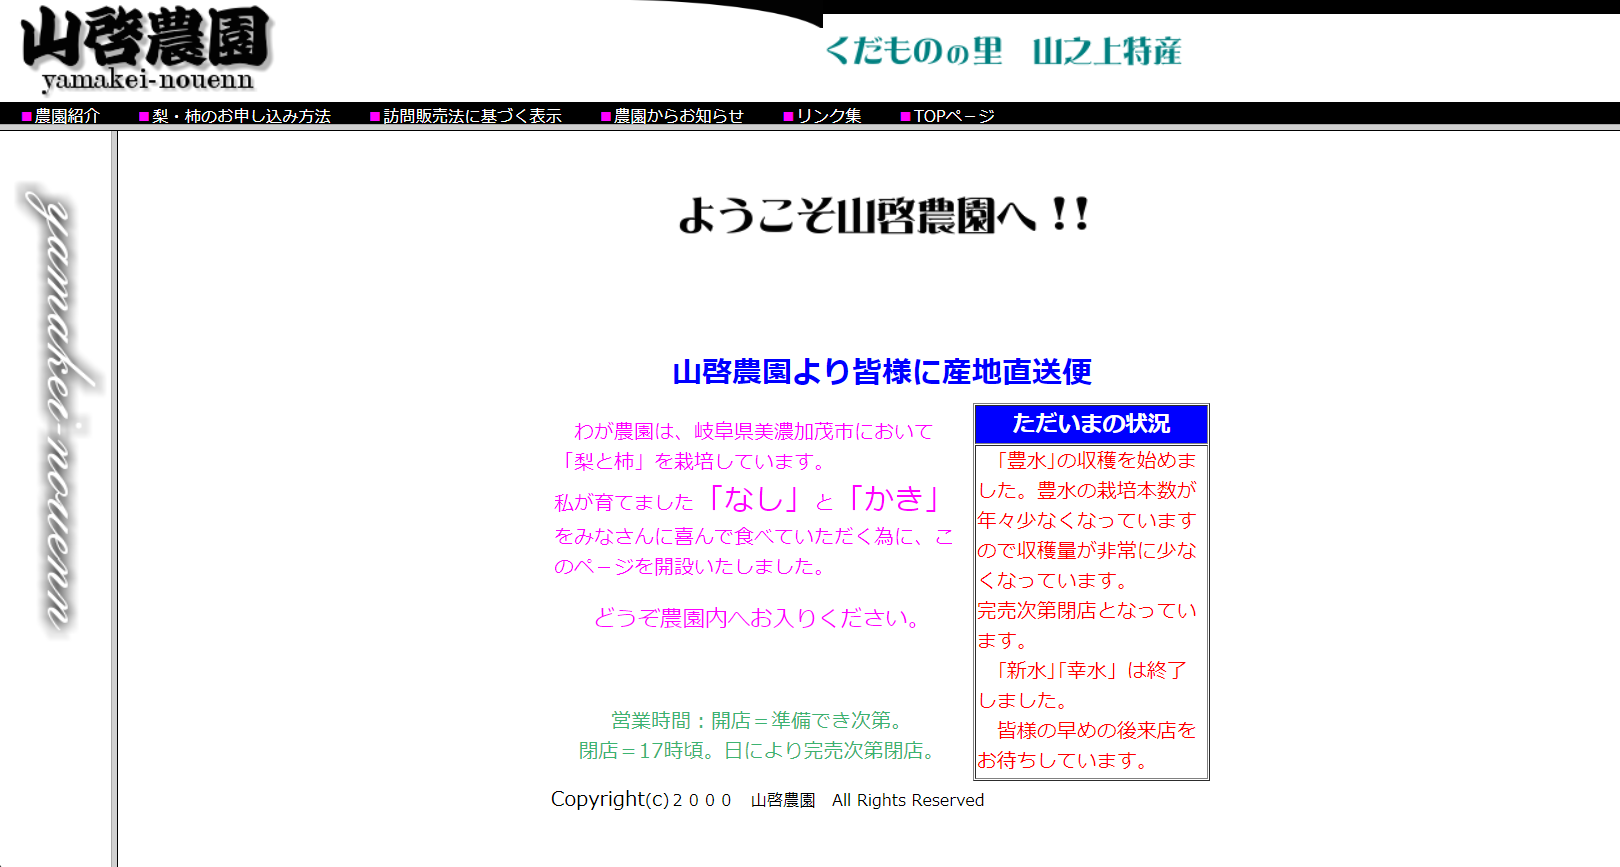 山啓農園
yamakei-nouenn
くだものの里　山之上特産
■農園紹介　■梨・柿のお申し込み方法　■訪問販売法に基づく表示　■農園からお知らせ　■リンク集　■TOPページ
yamakei-nouenn
ようこそ山啓農園へ！！
山啓農園より皆様に産地直送便
わが農園は、岐阜県美濃加茂市において
「梨と柿」を栽培しています。
私が育てました「なし」と「かき」
をみなさんに喜んで食べていただく為に、こ
のページを開設いたしました。
どうぞ農園内へお入りください。
営業時間：開店＝準備でき次第。
閉店＝17時頃。日により完売次第閉店。
ただいまの状況
「豊水」の収穫を始めま
した。豊水の栽培本数が
年々少なくなっています
ので収穫量が非常に少な
くなっています。
完売次第閉店となってい
ます。
「新水」「幸水」は終了
しました。
皆様の早めの後来店を
お待ちしています。
Copyright(c)２０００　山啓農園　All Rights Reserved